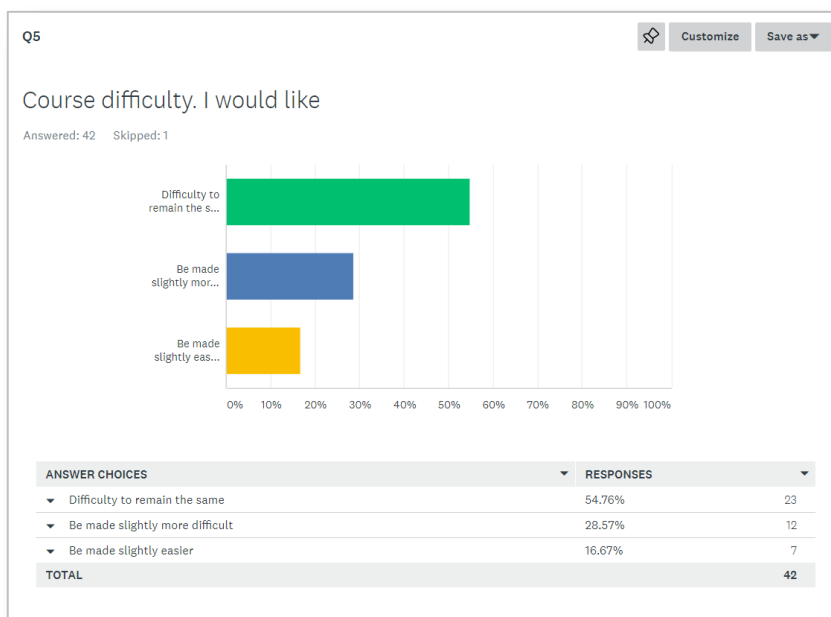 Q5
Customize
Save as
Course difficulty. I would like
Answered: 42 Skipped: 1
Difficulty to
remain the s...
Be made
slightly mor...
Be made
slightly eas...
0% 10% 20% 30% 40% 50% 60% 70% 80% 90% 100%
ANSWER CHOICES RESPONSES
Difficulty to remain the same 54.76% 23
Be made slightly more difficult 28.57% 12
Be made slightly easier 16.67% 7
TOTAL 42